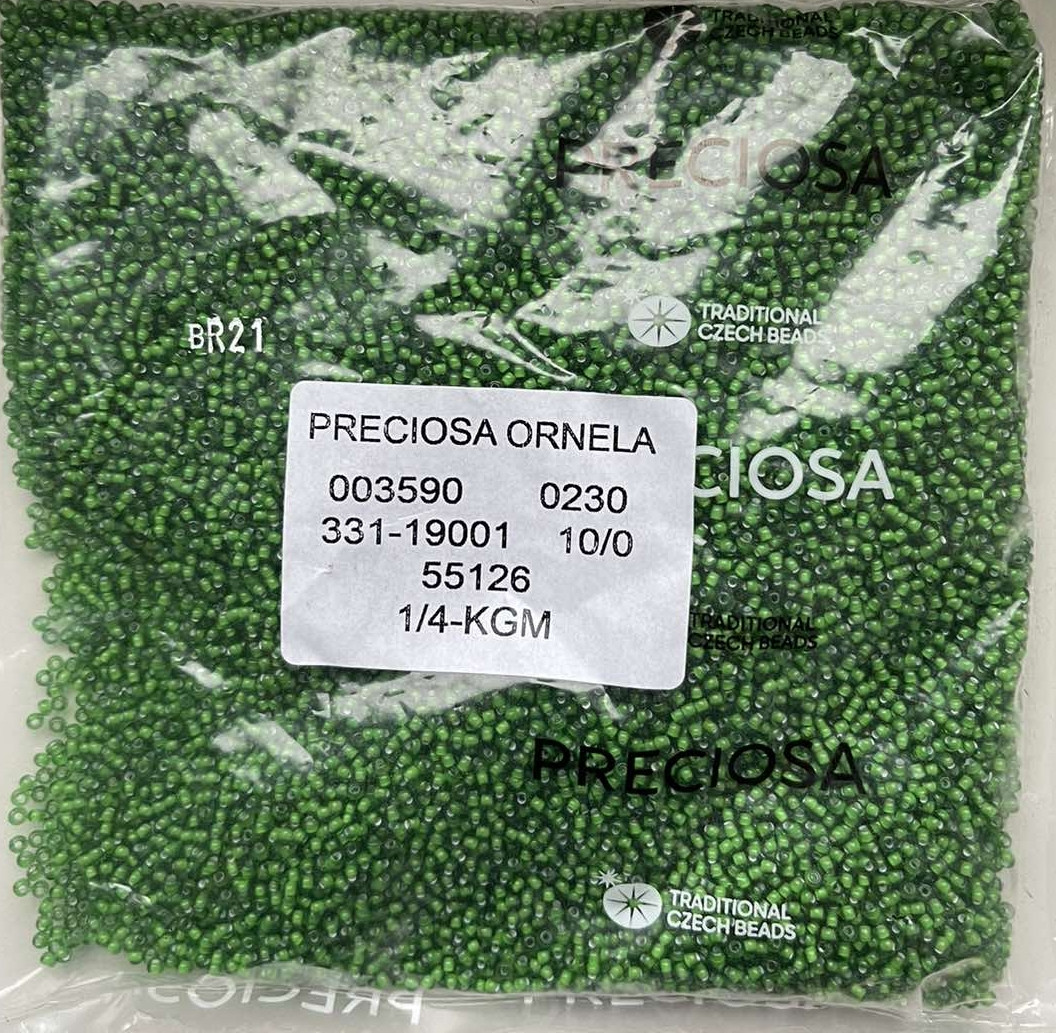 TRADITIONAL
CZECH BEADS
PRECIOSA
TRADITIONAL
CZECH BEADS
BR21
PRECIOSA ORNELA
003590 0230
331-19001 10/0
55126
1/4-KGM
CIOSA
TRADITIONAL
CZECH BEADS
PRECIOSA
TRADITIONAL
CZECH BEADS
PRECIOSA